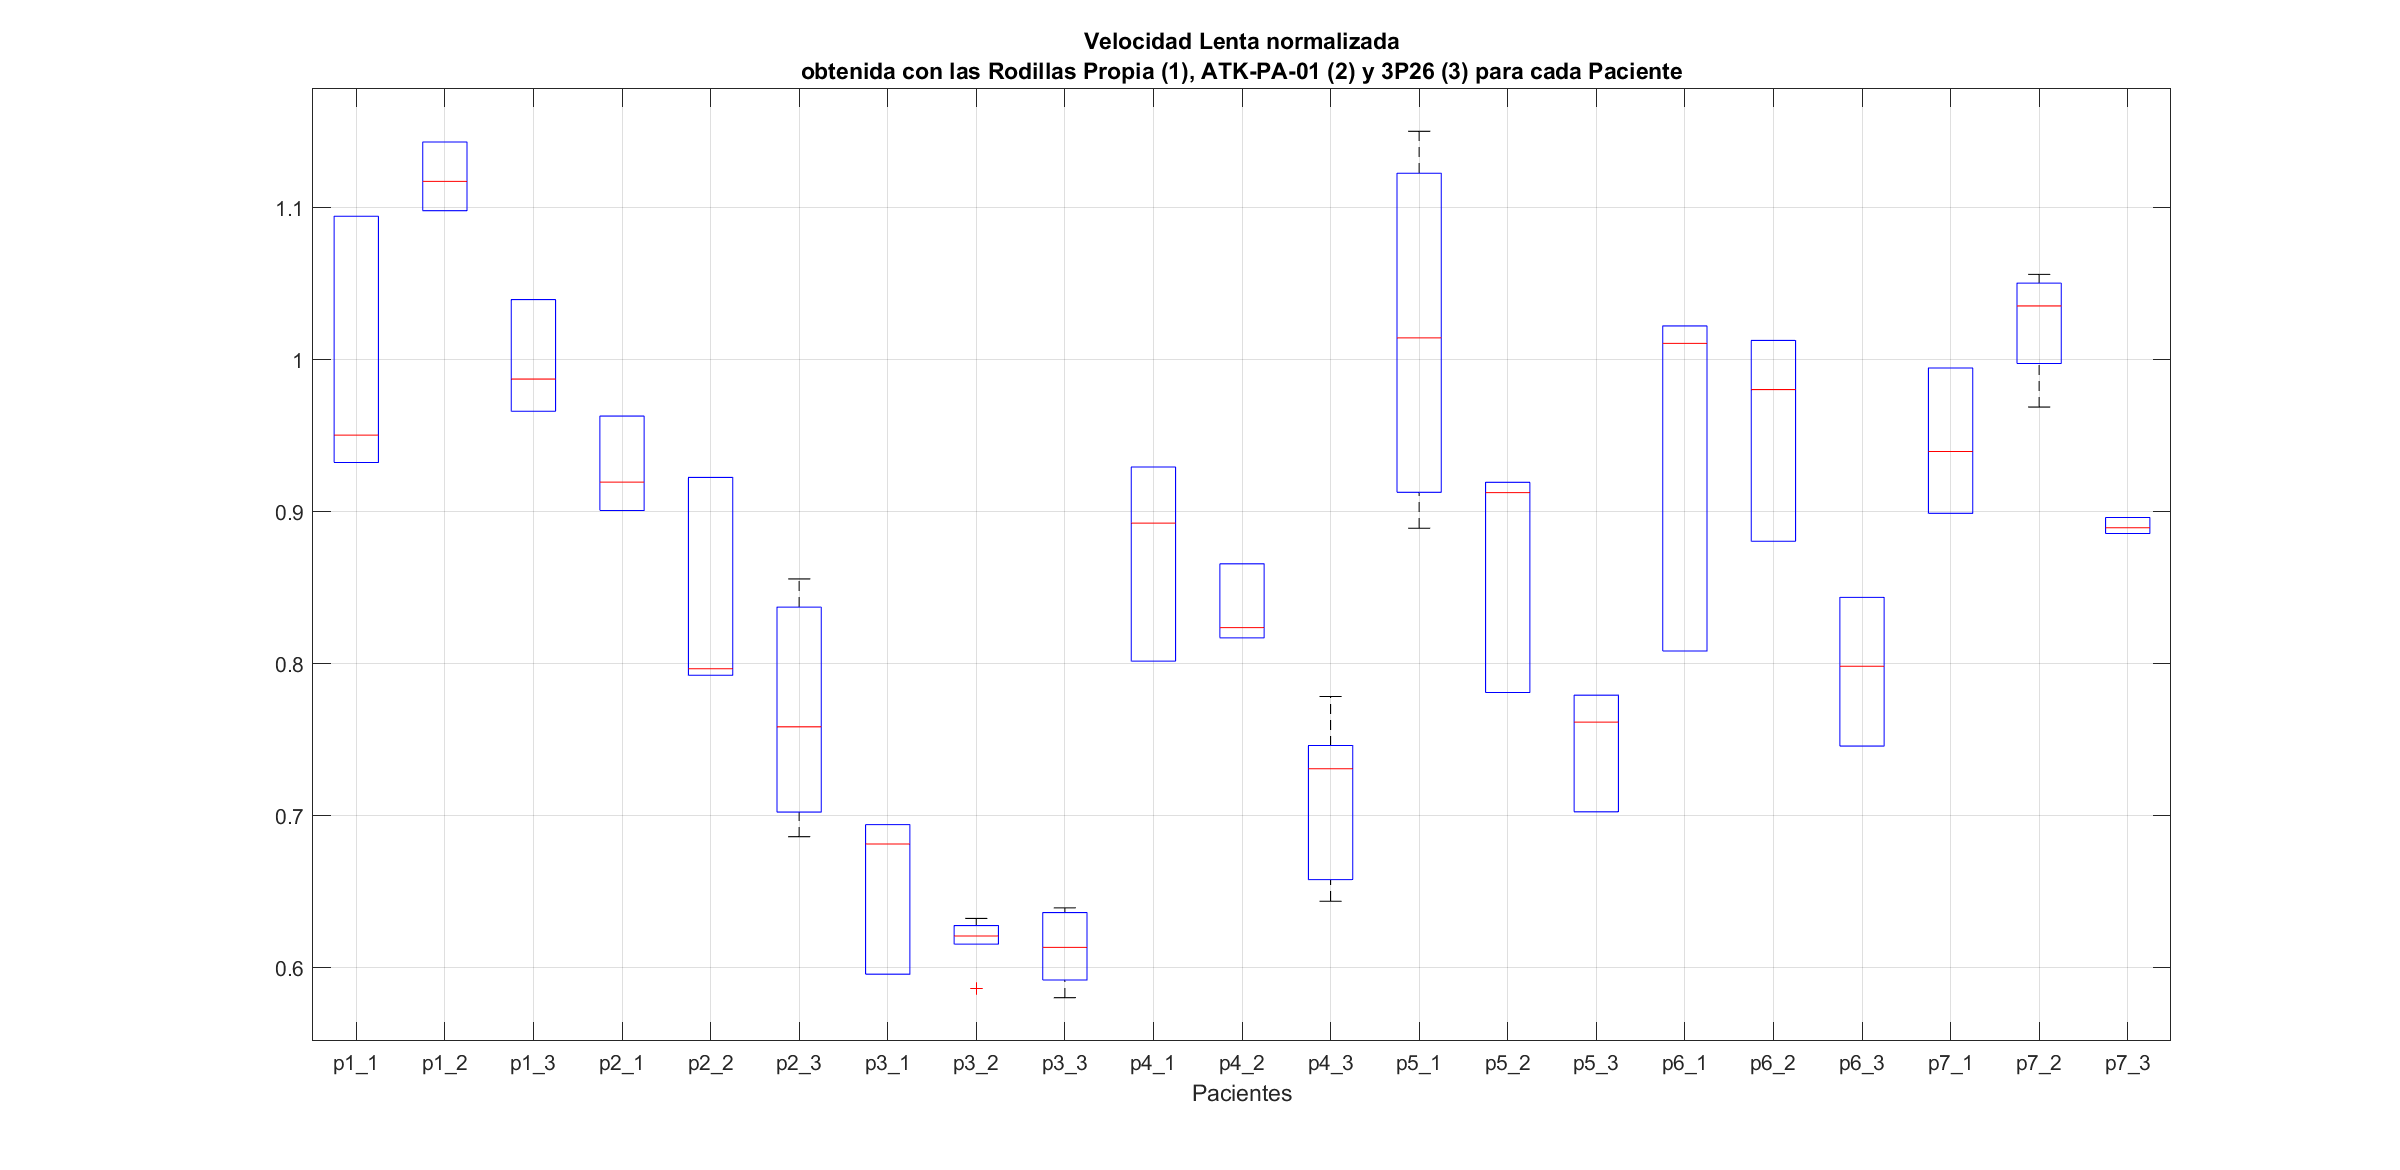 Velocidad Lenta normalizada
obtenida con las Rodillas Propia (1), ATK-PA-01 (2) y 3P26 (3) para cada Paciente
1.1
1
0.9
0.8
0.7
0.6
p1_1 p1_2 p1_3 p2_1 p2_2 p2_3 p3_1 p3_2 p3_3 p4_1 p4_2 p4_3 p5_1 p5_2 p5_3 p6_1 p6_2 p6_3 p7_1 p7_2 p7_3
Pacientes